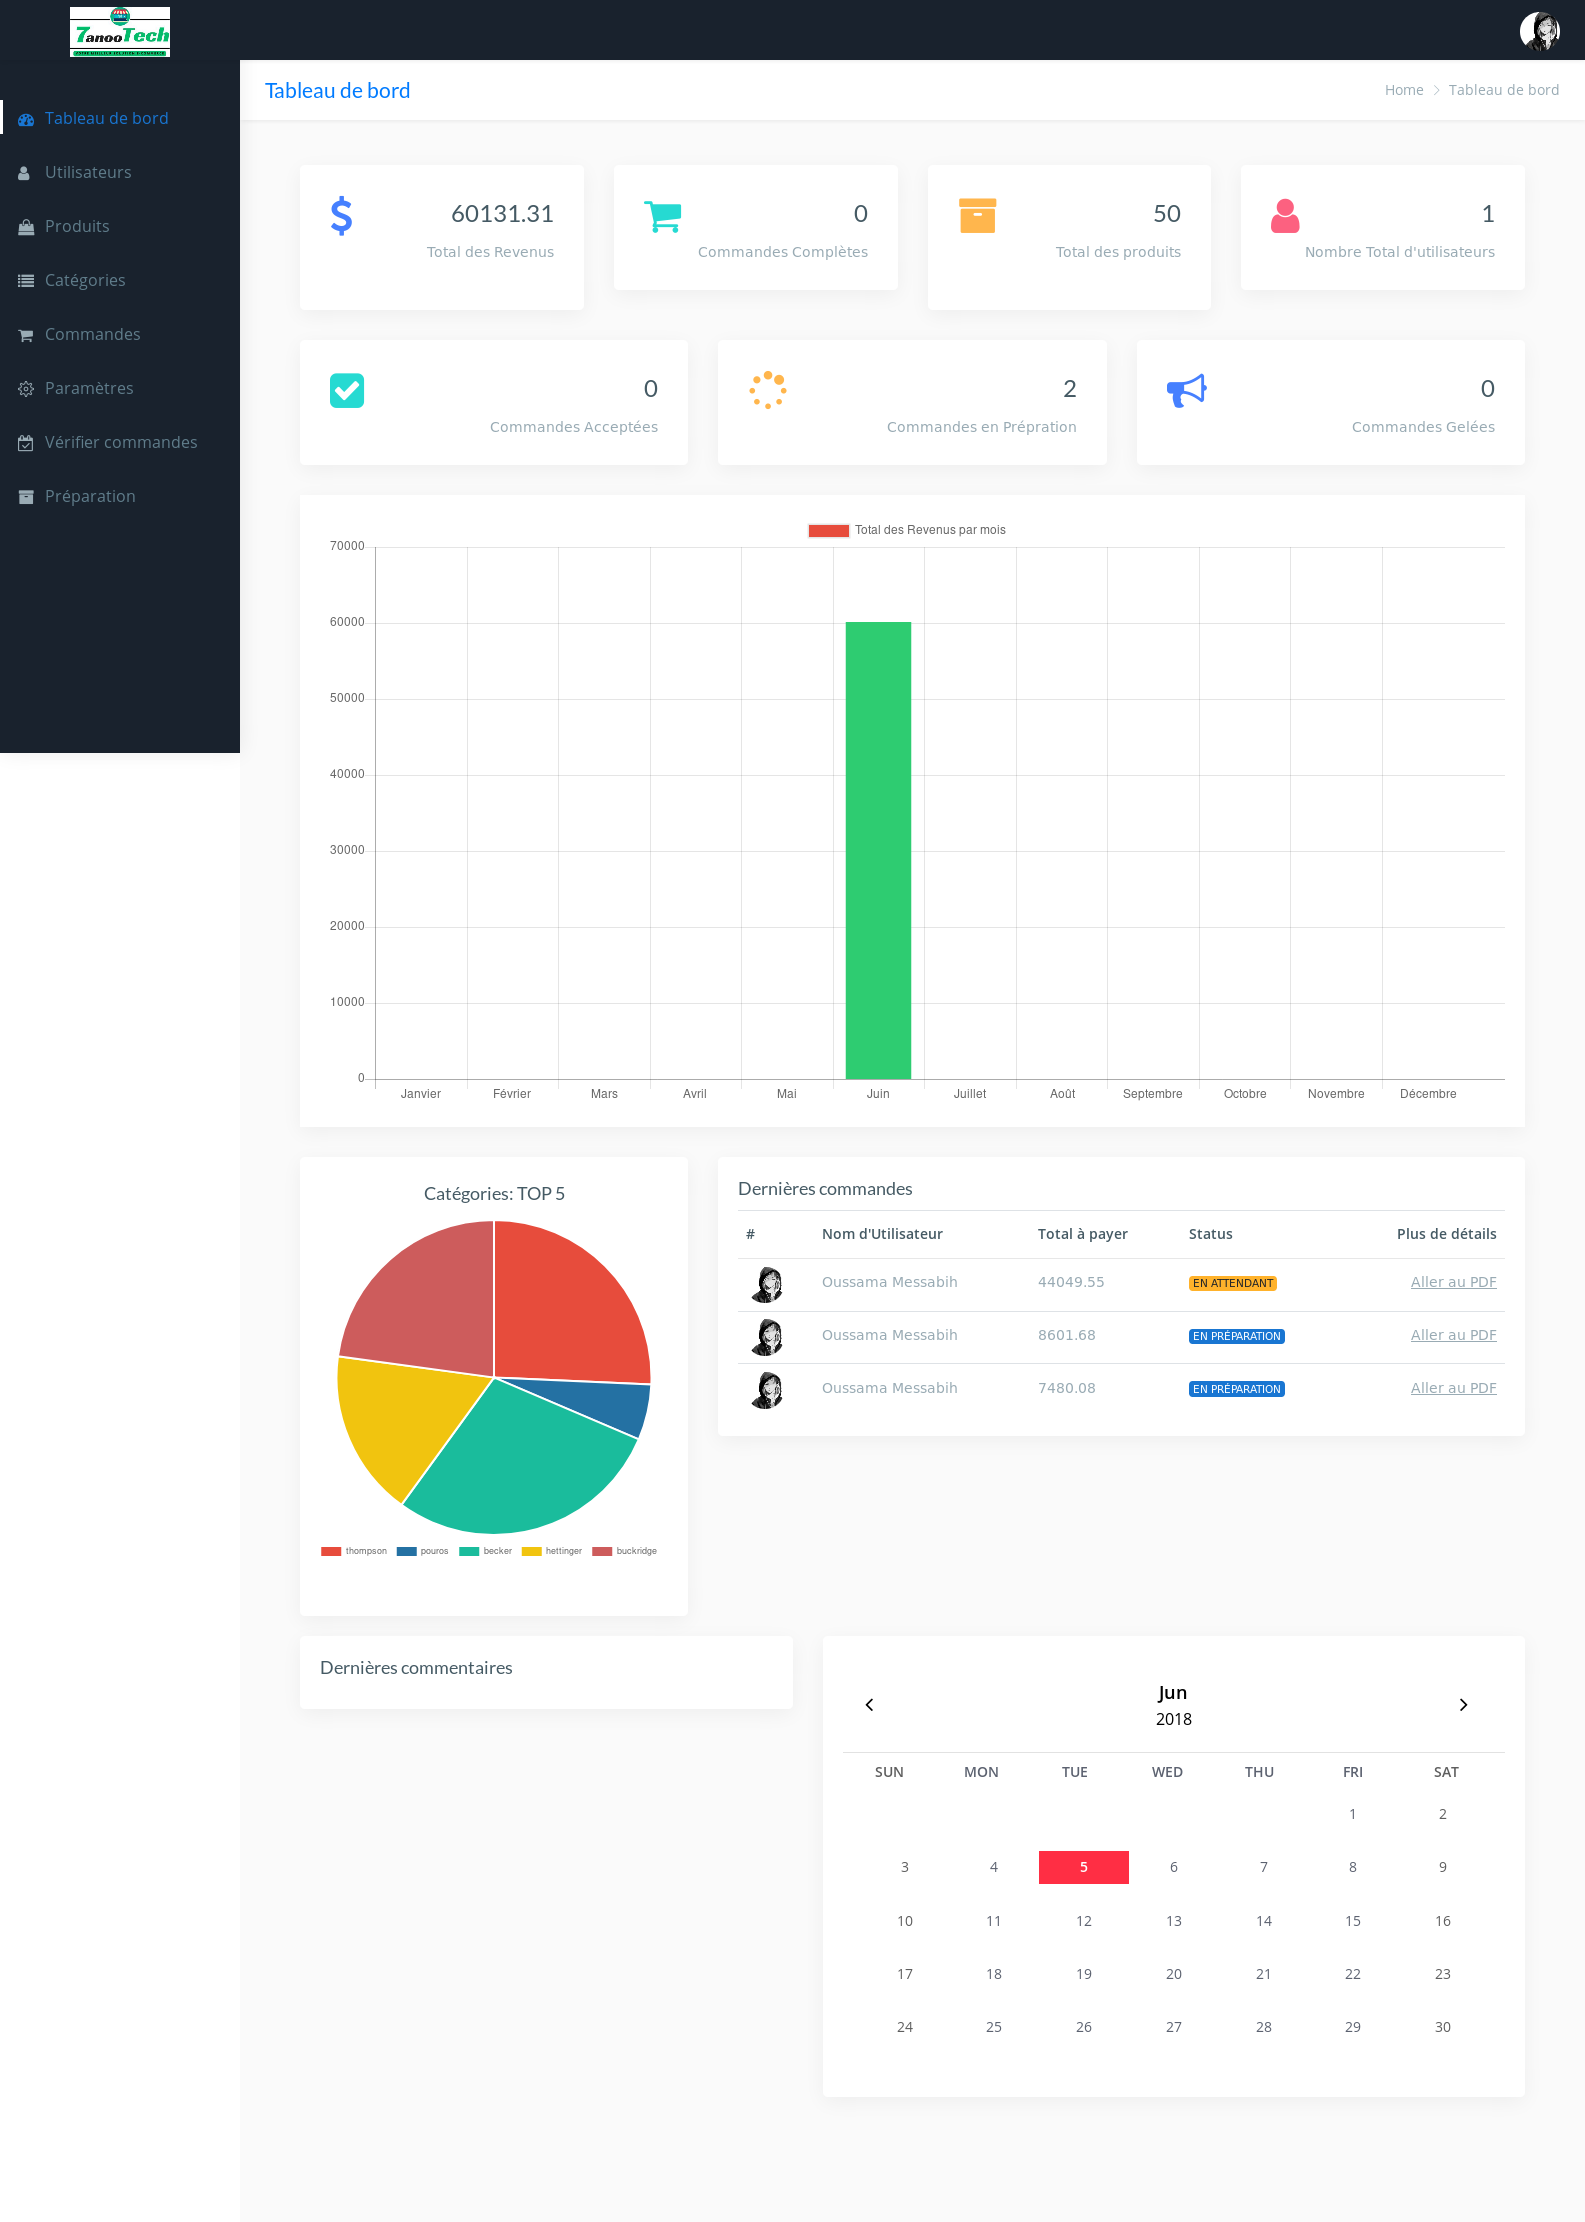 7anooTech
Tableau de bord
Home
Tableau de bord
Tableau de bord
Utilisateurs
Produits
Catégories
Commandes
Paramètres
Vérifier commandes
Préparation
60131.31
Total des Revenus
0
Commandes Complètes
50
Total des produits
1
Nombre Total d'utilisateurs
0
Commandes Acceptées
2
Commandes en Prépration
0
Commandes Gelées
Total des Revenus par mois
70000
60000
50000
40000
30000
20000
10000
0
Janvier Février Mars Avril Mai Juin Juillet Août Septembre Octobre Novembre Décembre
Catégories: TOP 5
thompson pouros becker hettinger buckridge
Dernières commandes
# Nom d'Utilisateur Total à payer Status Plus de détails
Oussama Messabih 44049.55 EN ATTENDANT Aller au PDF
Oussama Messabih 8601.68 EN PRÉPARATION Aller au PDF
Oussama Messabih 7480.08 EN PRÉPARATION Aller au PDF
Dernières commentaires
Jun
2018
SUN MON TUE WED THU FRI SAT
1 2
3 4 5 6 7 8 9
10 11 12 13 14 15 16
17 18 19 20 21 22 23
24 25 26 27 28 29 30